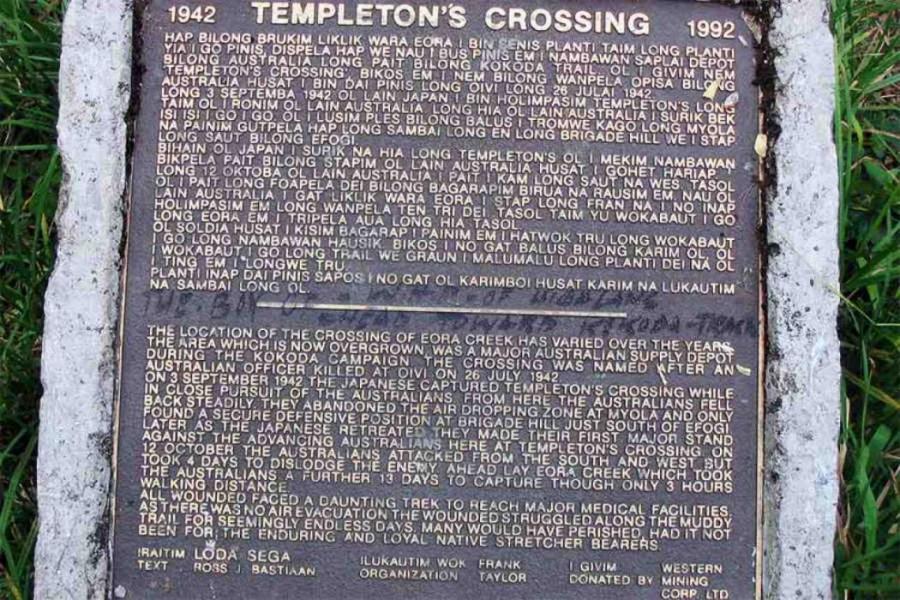 1942 TEMPLETON'S CROSSING 1992
HAP BILONG BRUKIM LIKLIK WARA EORA I BIN SENIS PLANTI TAIM LONG PLANTI
YIA I GO PINIS, DISPELA HAP WE NAU I BUS PINIS EM I NAMBAWAN SAPLAI DEPOT
BILONG AUSTRALIA LONG PAIT BILONG KOKODA TRAIL. OL I GIVIM NEM
'TEMPLETON'S CROSSING', BIKOS EM I NEM BILONG WANPELA OPISA BILONG
AUSTRALIA HUSAT I BIN DAI PINIS LONG OIVI LONG 26 JULAI 1942.
LONG 3 SEPTEMBA 1942 OL LAIN JAPAN I BIN HOLIMPASIM TEMPLETON'S LONG
TAIM OL I RONIM OL LAIN AUSTRALIA LONG HIA OL LAIN AUSTRALIA I SURIK BEK
ISI ISI I GO I GO, OL I LUSIM PLES BILONG BALUS I TROMWE KAGO LONG MYOLA
NA PAINIM GUTPELA HAP LONG SAMBAI LONG EN LONG BRIGADE HILL WE I STAP
LONG SAUT BILONG EFOGI
BIHAIN OL JAPAN I SURIK NA HIA LONG TEMPLETON'S OL I MEKIM NAMBAWAN
BIKPELA PAIT BILONG STAPIM OL LAIN AUSTRALIA HUSAT I GOHET HARIAP.
LONG 12 OKTOBA OL LAIN AUSTRALIA I PAIT I KAM LONG SAUT NA WES, TASOL
OL I PAIT LONG FOAPELA DEI BILONG BAGARAPIM BIRUA NA RAUSIM EM, NAU OL
LAIN AUSTRALIA I GAT LIKLIK WARA EORA I STAP LONG FRAN NA I NO INAP
HOLIMPASIM EM LONG WANPELA TEN TRI DEI, TASOL TAIM YU WOKABAUT I GO
LONG EORA EM I TRIPELA AUA LONG HIA TASOL
OL SOLDIA HUSAT I KISIM BAGARAP I PAINIM EM I HATWOK TRU LONG WOKABAUT
I GO LONG NAMBAWAN HAUSIK, BIKOS I NO GAT BALUS BILONG KARIM OL, OL
I WOKABAUT I GO LONG TRAIL WE GRAUN I MALUMALU LONG PLANTI DEI NA OL
I TING EM I LONGWE TRU
PLANTI INAP DAI PINIS SAPOS I NO GAT OL KARIMBOI HUSAT KARIM NA LUKAUTIM
NA SAMBAI LONG OL.
THE LOCATION OF THE CROSSING OF EORA CREEK HAS VARIED OVER THE YEARS.
THE AREA WHICH IS NOW OVERGROWN, WAS A MAJOR AUSTRALIAN SUPPLY DEPOT
DURING THE KOKODA CAMPAIGN. THE CROSSING WAS NAMED AFTER AN
AUSTRALIAN OFFICER KILLED AT OIVI ON 26 JULY 1942
ON 3 SEPTEMBER 1942 THE JAPANESE CAPTURED TEMPLETON'S CROSSING WHILE
IN CLOSE PURSUIT OF THE AUSTRALIANS. FROM HERE THE AUSTRALIANS FELL
BACK STEADILY, THEY ABANDONED THE AIR DROPPING ZONE AT MYOLA AND ONLY
FOUND A SECURE DEFENSIVE POSITION AT BRIGADE HILL JUST SOUTH OF EFOGI
LATER AS THE JAPANESE RETREATED THEY MADE THEIR FIRST MAJOR STAND
AGAINST THE ADVANCING AUSTRALIANS HERE AT TEMPLETON'S CROSSING. ON
12 OCTOBER THE AUSTRALIANS ATTACKED FROM THE SOUTH AND WEST, BUT
TOOK 4 DAYS TO DISLODGE THE ENEMY. AHEAD LAY EORA CREEK, WHICH TOOK
THE AUSTRALIANS A FURTHER 13 DAYS TO CAPTURE THOUGH ONLY 3 HOURS
WALKING DISTANCE
ALL WOUNDED FACED A DAUNTING TREK TO REACH MAJOR MEDICAL FACILITIES.
AS THERE WAS NO AIR EVACUATION THE WOUNDED STRUGGLED ALONG THE MUDDY
TRAIL FOR SEEMINGLY ENDLESS DAYS, MANY WOULD HAVE PERISHED, HAD IT NOT
BEEN FOR THE ENDURING AND LOYAL NATIVE STRETCHER BEARERS.
IRAITIM LODA SEGA
TEXT ROSS J. BASTIAAN
ILUKAUTIM WOK FRANK
ORGANIZATION TAYLOR
I GIVIM WESTERN
DONATED BY MINING
CORP. LTD